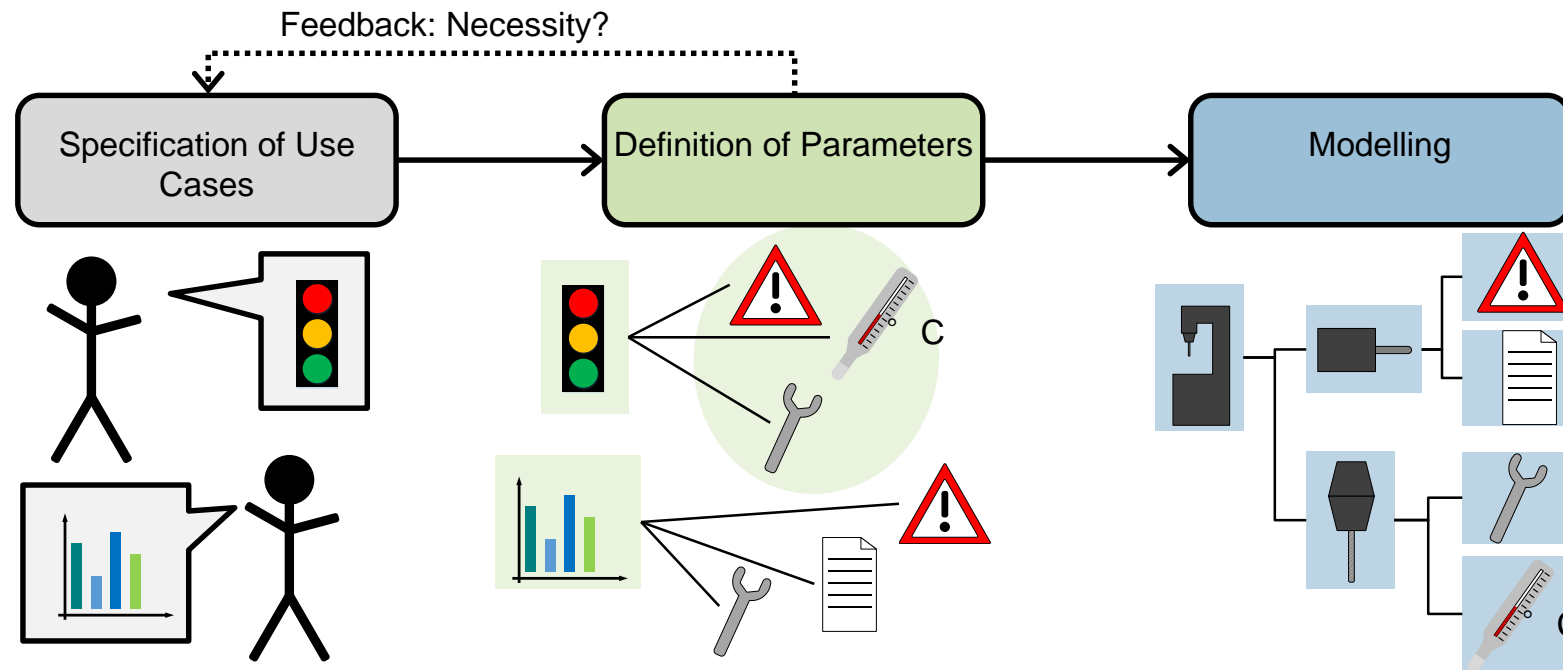 Feedback: Necessity?
Specification of Use
Cases
Definition of Parameters
Modelling
C